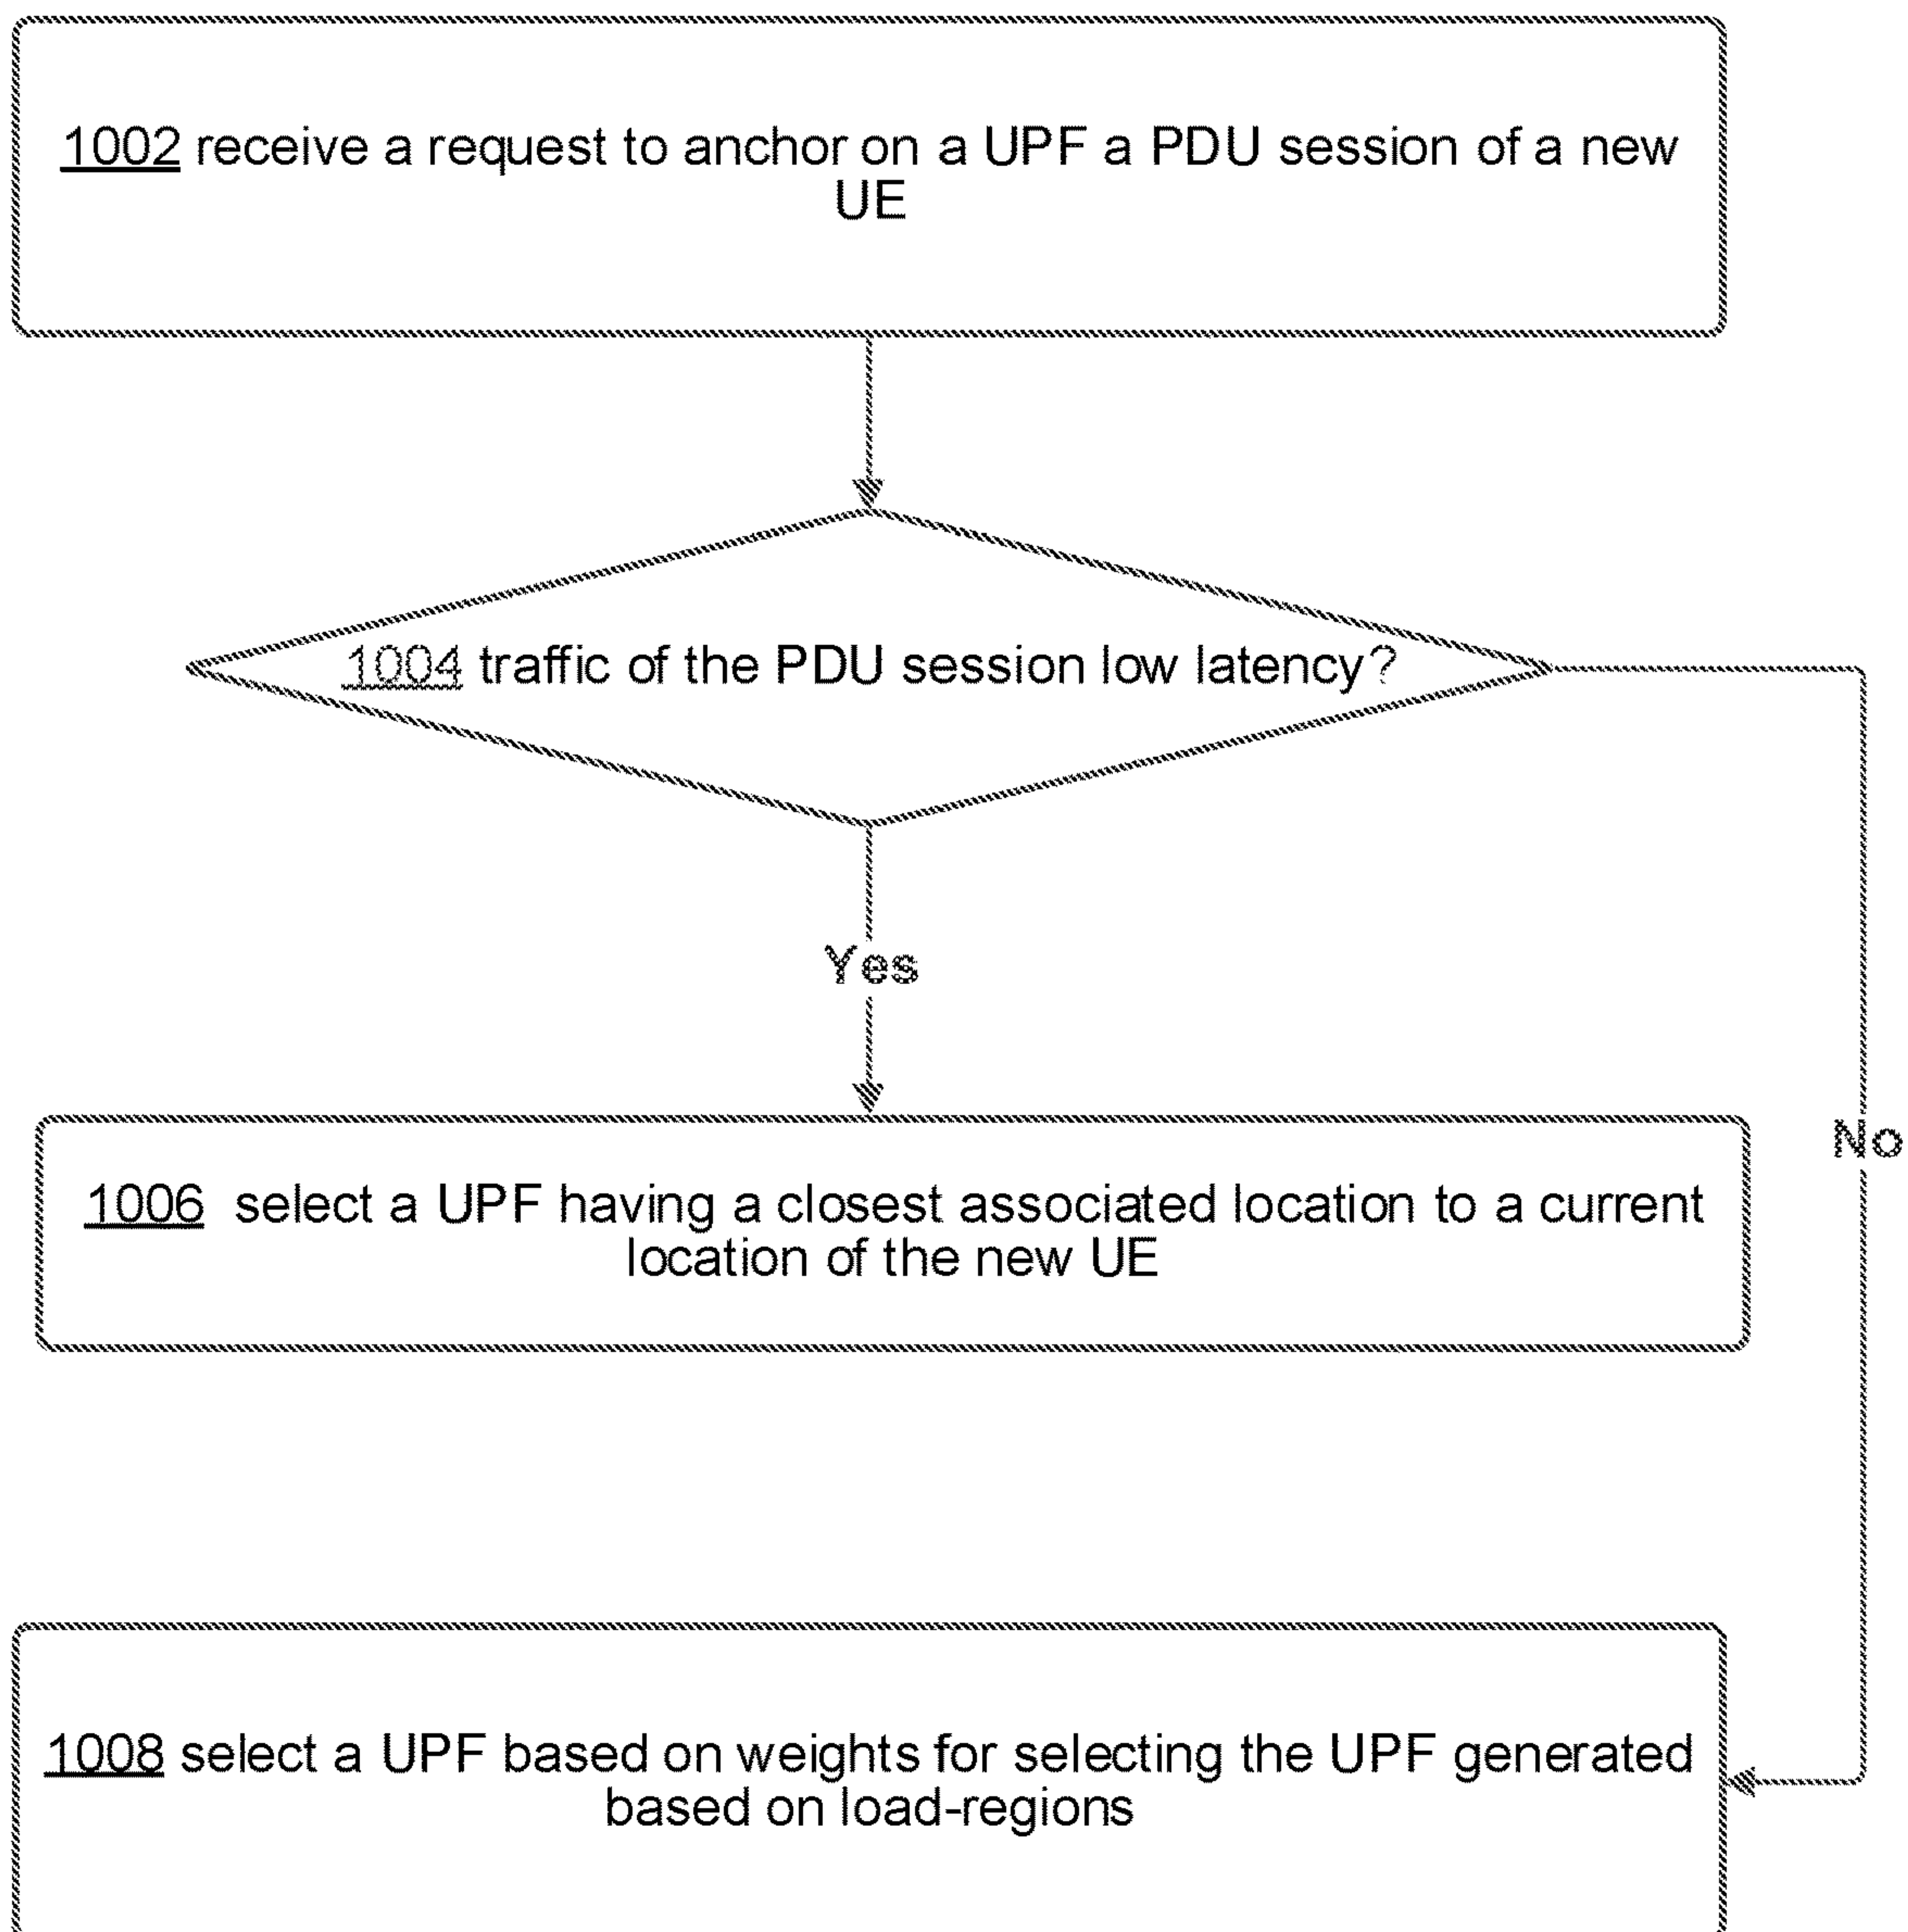 1002 receive a request to anchor on a UPF a PDU session of a new
UE
1004 traffic of the PDU session low latency?
Yes
No
1006 select a UPF having a closest associated location to a current
location of the new UE
1008 select a UPF based on weights for selecting the UPF generated
based on load-regions